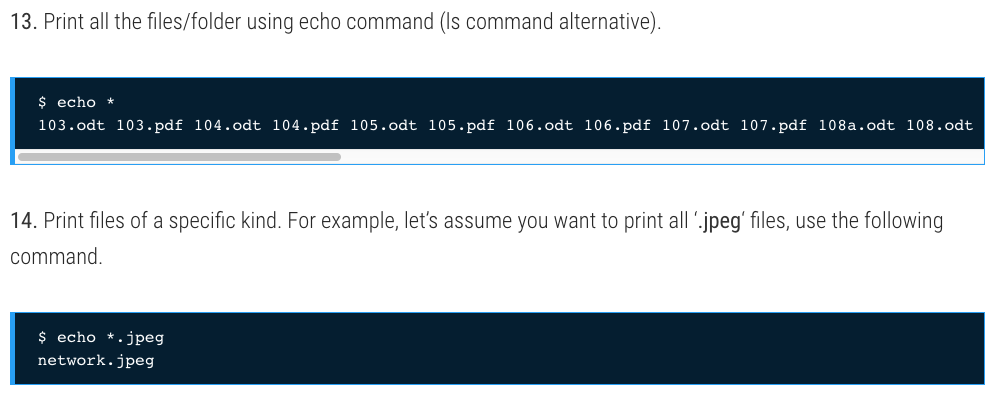 13. Print all the files/folder using echo command (ls command alternative).
$ echo *
103.odt 103.pdf 104.odt 104.pdf 105.odt 105.pdf 106.odt 106.pdf 107.odt 107.pdf 108a.odt 108.odt
14. Print files of a specific kind. For example, let’s assume you want to print all ‘.jpeg‘ files, use the following
command.
$ echo *.jpeg
network.jpeg